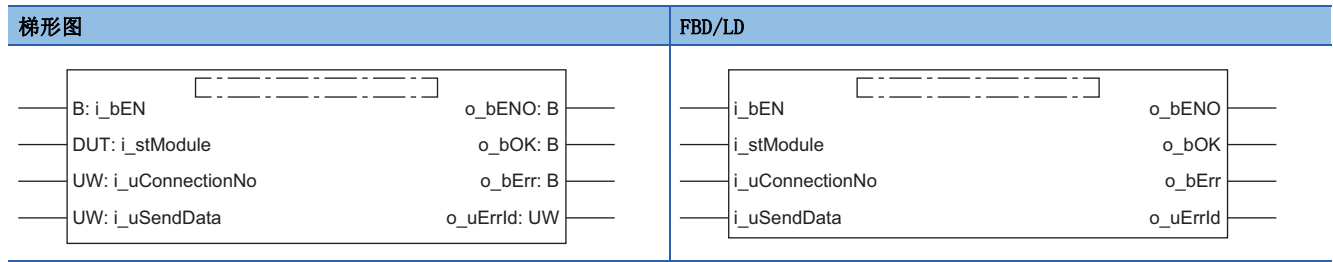 梯形图
FBD/LD
B: i_bEN
o_bENO: B
DUT: i_stModule
o_bOK: B
UW: i_uConnectionNo
o_bErr: B
UW: i_uSendData
o_uErrId: UW
i_bEN
o_bENO
i_stModule
o_bOK
i_uConnectionNo
o_bErr
i_uSendData
o_uErrId